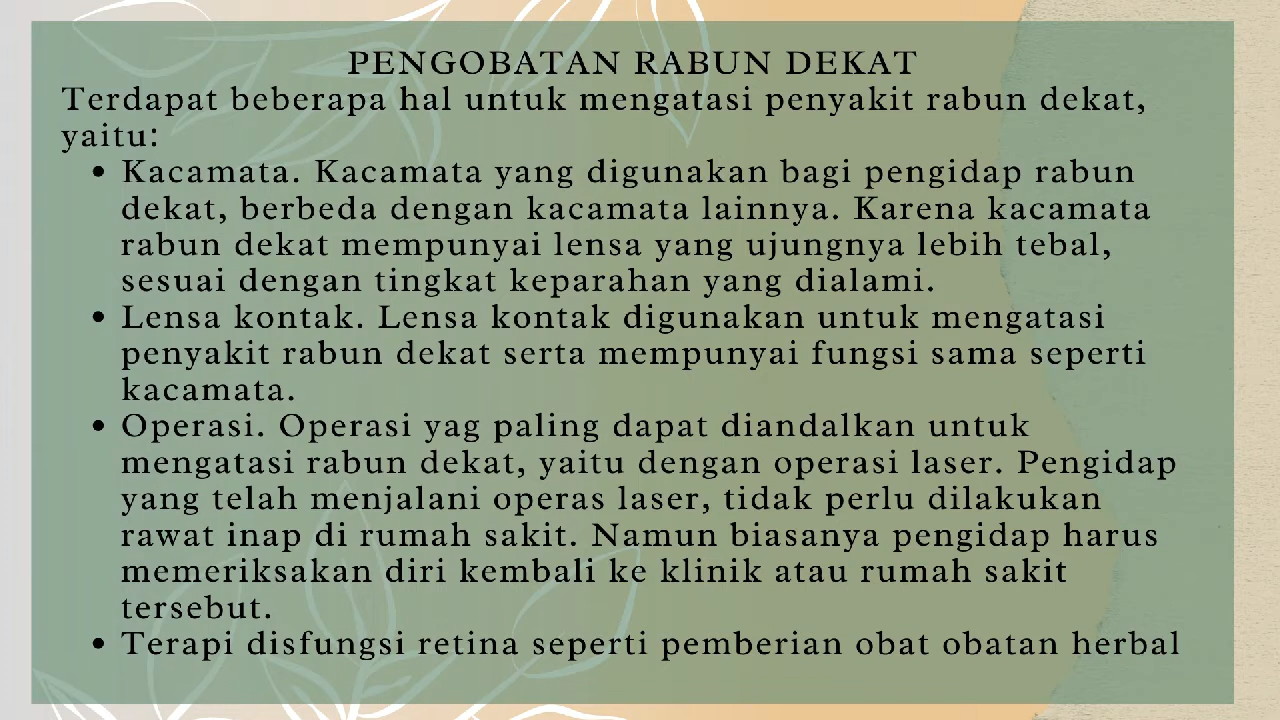 PENGOBATAN RABUN DEKAT
Terdapat beberapa hal untuk mengatasi penyakit rabun dekat,
yaitu:
• Kacamata. Kacamata yang digunakan bagi pengidap rabun
dekat, berbeda dengan kacamata lainnya. Karena kacamata
rabun dekat mempunyai lensa yang ujungnya lebih tebal,
sesuai dengan tingkat keparahan yang dialami.
• Lensa kontak. Lensa kontak digunakan untuk mengatasi
penyakit rabun dekat serta mempunyai fungsi sama seperti
kacamata.
• Operasi. Operasi yag paling dapat diandalkan untuk
mengatasi rabun dekat, yaitu dengan operasi laser. Pengidap
yang telah menjalani operas laser, tidak perlu dilakukan
rawat inap di rumah sakit. Namun biasanya pengidap harus
memeriksakan diri kembali ke klinik atau rumah sakit
tersebut.
• Terapi disfungsi retina seperti pemberian obat obatan herbal